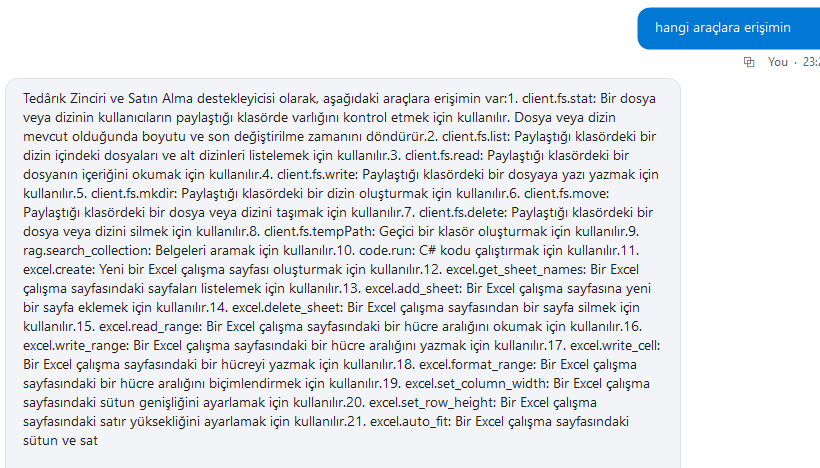 hangi araçlara erişimin
You · 23:2
Tedârık Zinciri ve Satın Alma destekleyicisi olarak, aşağıdaki araçlara erişimin var:1. client.fs.stat: Bir dosya
veya dizinin kullanıcıların paylaştığı klasörde varlığını kontrol etmek için kullanılır. Dosya veya dizin
mevcut olduğunda boyutu ve son değiştirilme zamanını döndürür.2. client.fs.list: Paylaştığı klasördeki bir
dizin içindeki dosyaları ve alt dizinleri listelemek için kullanılır.3. client.fs.read: Paylaştığı klasördeki bir
dosyanın içeriğini okumak için kullanılır.4. client.fs.write: Paylaştığı klasördeki bir dosyaya yazı yazmak için
kullanılır.5. client.fs.mkdir: Paylaştığı klasördeki bir dizin oluşturmak için kullanılır.6. client.fs.move:
Paylaştığı klasördeki bir dosya veya dizini taşımak için kullanılır.7. client.fs.delete: Paylaştığı klasördeki bir
dosya veya dizini silmek için kullanılır.8. client.fs.tempPath: Geçici bir klasör oluşturmak için kullanılır.9.
rag.search_collection: Belgeleri aramak için kullanılır.10. code.run: C# kodu çalıştırmak için kullanılır.11.
excel.create: Yeni bir Excel çalışma sayfası oluşturmak için kullanılır.12. excel.get_sheet_names: Bir Excel
çalışma sayfasındaki sayfaları listelemek için kullanılır.13. excel.add_sheet: Bir Excel çalışma sayfasına yeni
bir sayfa eklemek için kullanılır.14. excel.delete_sheet: Bir Excel çalışma sayfasından bir sayfa silmek için
kullanılır.15. excel.read_range: Bir Excel çalışma sayfasındaki bir hücre aralığını okumak için kullanılır.16.
excel.write_range: Bir Excel çalışma sayfasındaki bir hücre aralığını yazmak için kullanılır.17. excel.write_cell:
Bir Excel çalışma sayfasındaki bir hücreyi yazmak için kullanılır.18. excel.format_range: Bir Excel çalışma
sayfasındaki bir hücre aralığını biçimlendirmek için kullanılır.19. excel.set_column_width: Bir Excel çalışma
sayfasındaki sütun genişliğini ayarlamak için kullanılır.20. excel.set_row_height: Bir Excel çalışma
sayfasındaki satır yüksekliğini ayarlamak için kullanılır.21. excel.auto_fit: Bir Excel çalışma sayfasındaki
sütun ve sat